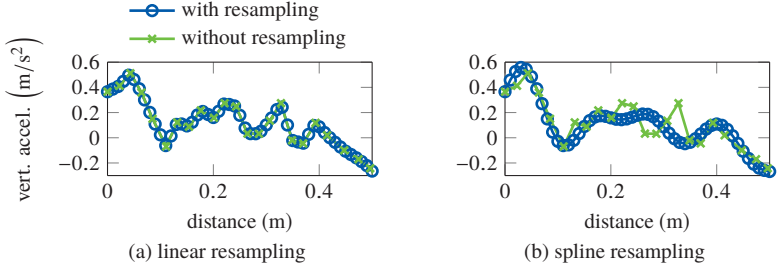 with resampling
without resampling
vert. accel. (m/s²)
0.6
0.4
0.2
0
−0.2
0
0.2
0.4
distance (m)
(a) linear resampling
0.6
0.4
0.2
0
−0.2
0
0.2
0.4
distance (m)
(b) spline resampling